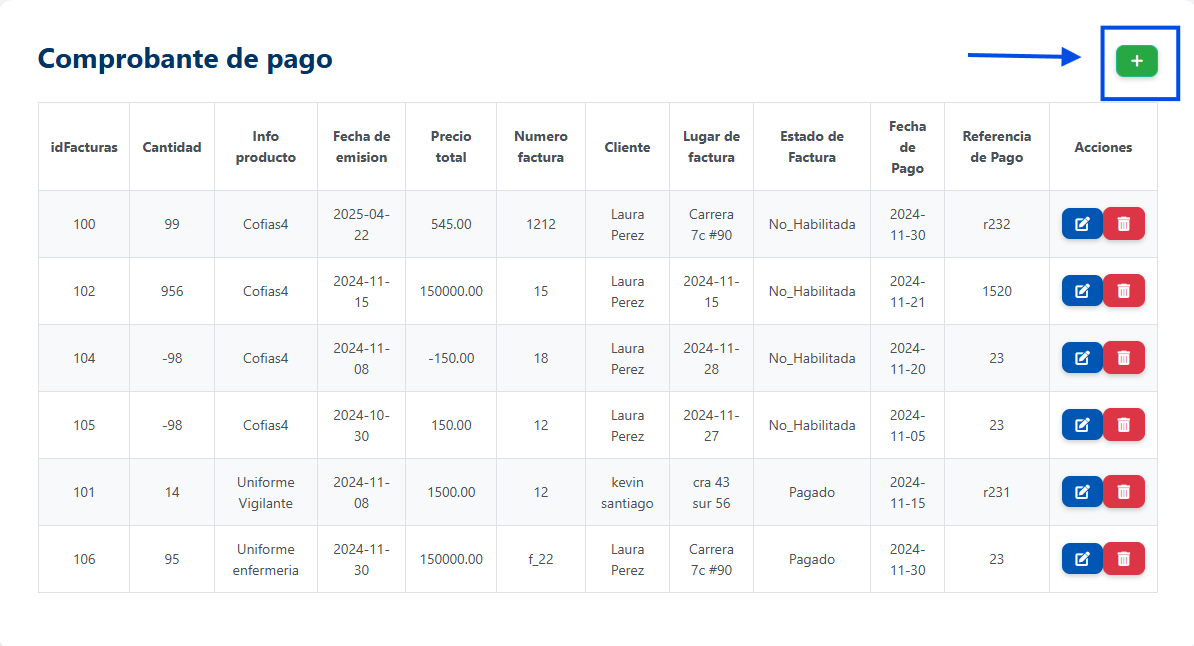 Comprobante de pago
+
idFacturas Cantidad Info producto Fecha de emision Precio total Numero factura Cliente Lugar de factura Estado de Factura Fecha de Pago Referencia de Pago Acciones
100 99 Cofias4 2025-04-22 545.00 1212 Laura Perez Carrera 7c #90 No_Habilitada 2024-11-30 r232
102 956 Cofias4 2024-11-15 150000.00 15 Laura Perez 2024-11-15 No_Habilitada 2024-11-21 1520
104 -98 Cofias4 2024-11-08 -150.00 18 Laura Perez 2024-11-28 No_Habilitada 2024-11-20 23
105 -98 Cofias4 2024-10-30 150.00 12 Laura Perez 2024-11-27 No_Habilitada 2024-11-05 23
101 14 Uniforme Vigilante 2024-11-08 1500.00 12 kevin santiago cra 43 sur 56 Pagado 2024-11-15 r231
106 95 Uniforme enfermeria 2024-11-30 150000.00 f_22 Laura Perez Carrera 7c #90 Pagado 2024-11-30 23